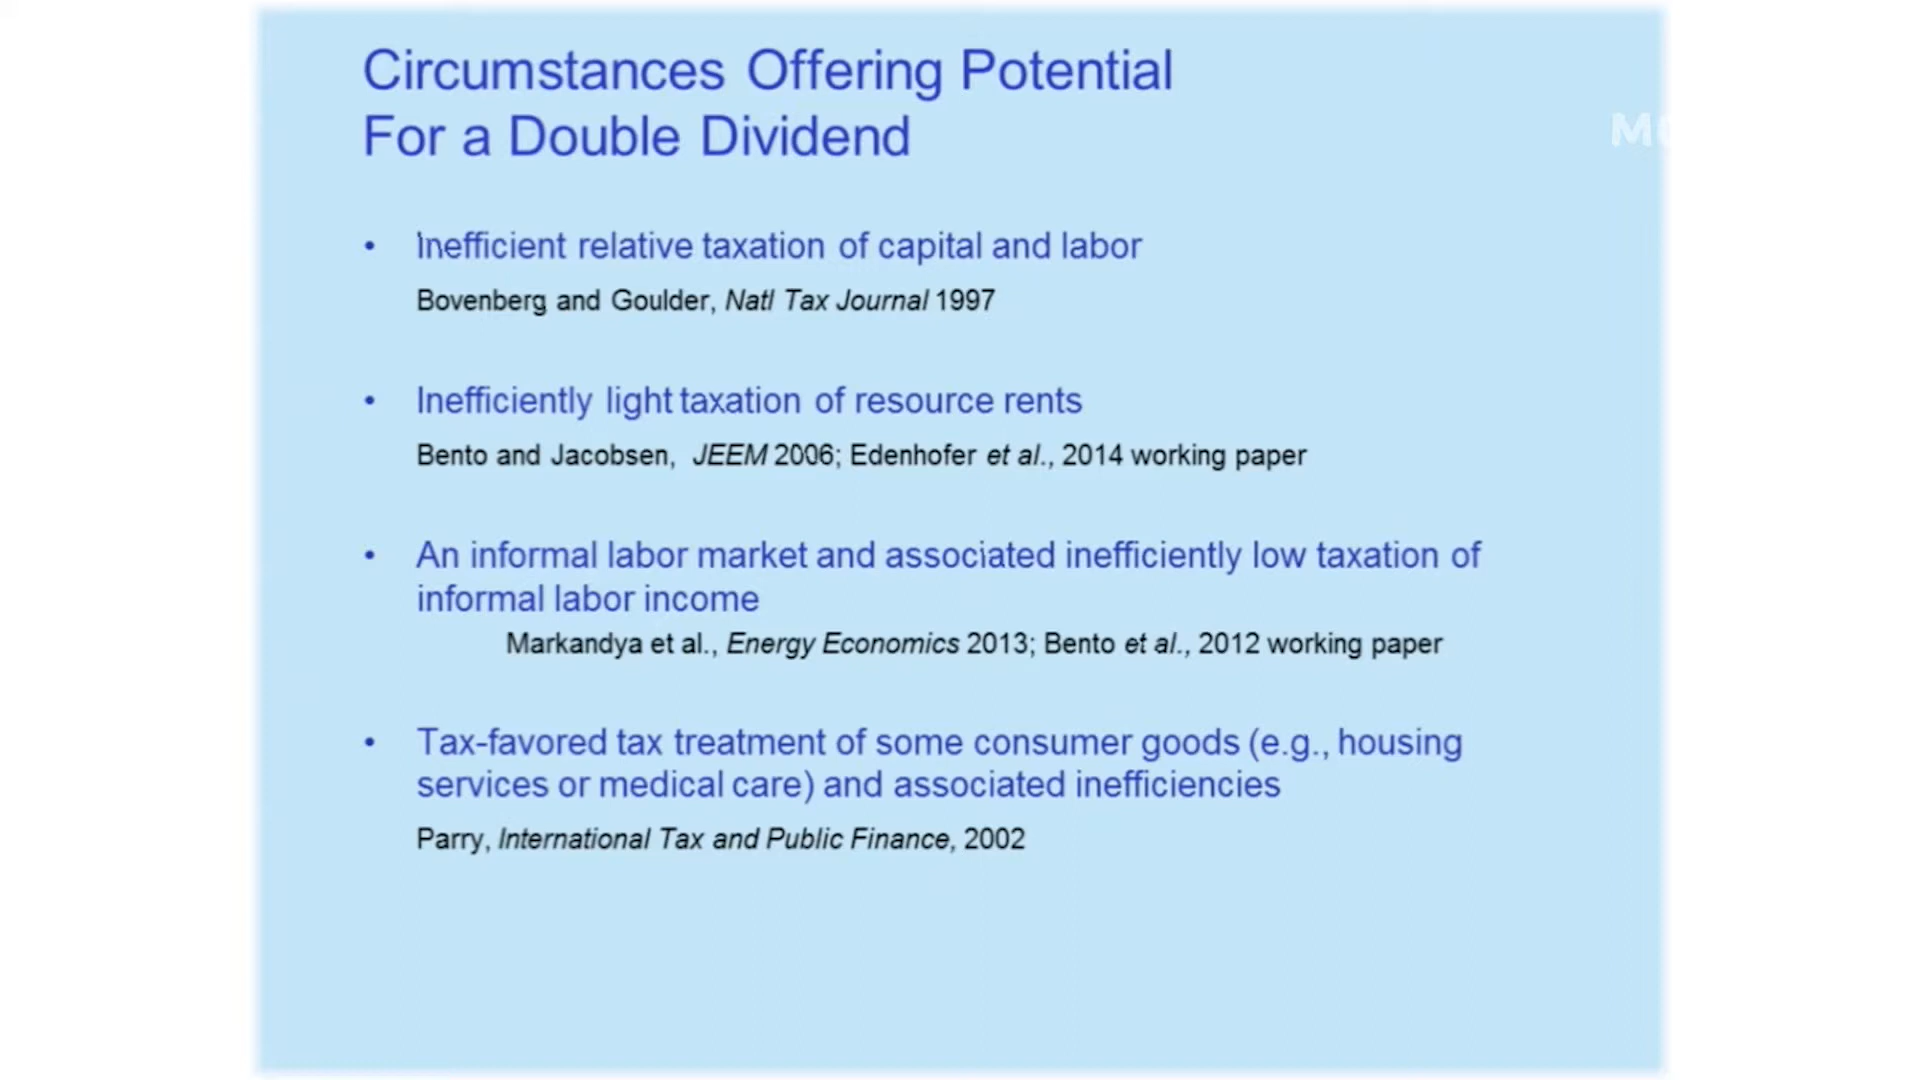 Circumstances Offering Potential
For a Double Dividend
• Inefficient relative taxation of capital and labor
Bovenberg and Goulder, Natl Tax Journal 1997
• Inefficiently light taxation of resource rents
Bento and Jacobsen, JEEM 2006; Edenhofer et al., 2014 working paper
• An informal labor market and associated inefficiently low taxation of
informal labor income
Markandya et al., Energy Economics 2013; Bento et al., 2012 working paper
• Tax-favored tax treatment of some consumer goods (e.g., housing
services or medical care) and associated inefficiencies
Parry, International Tax and Public Finance, 2002